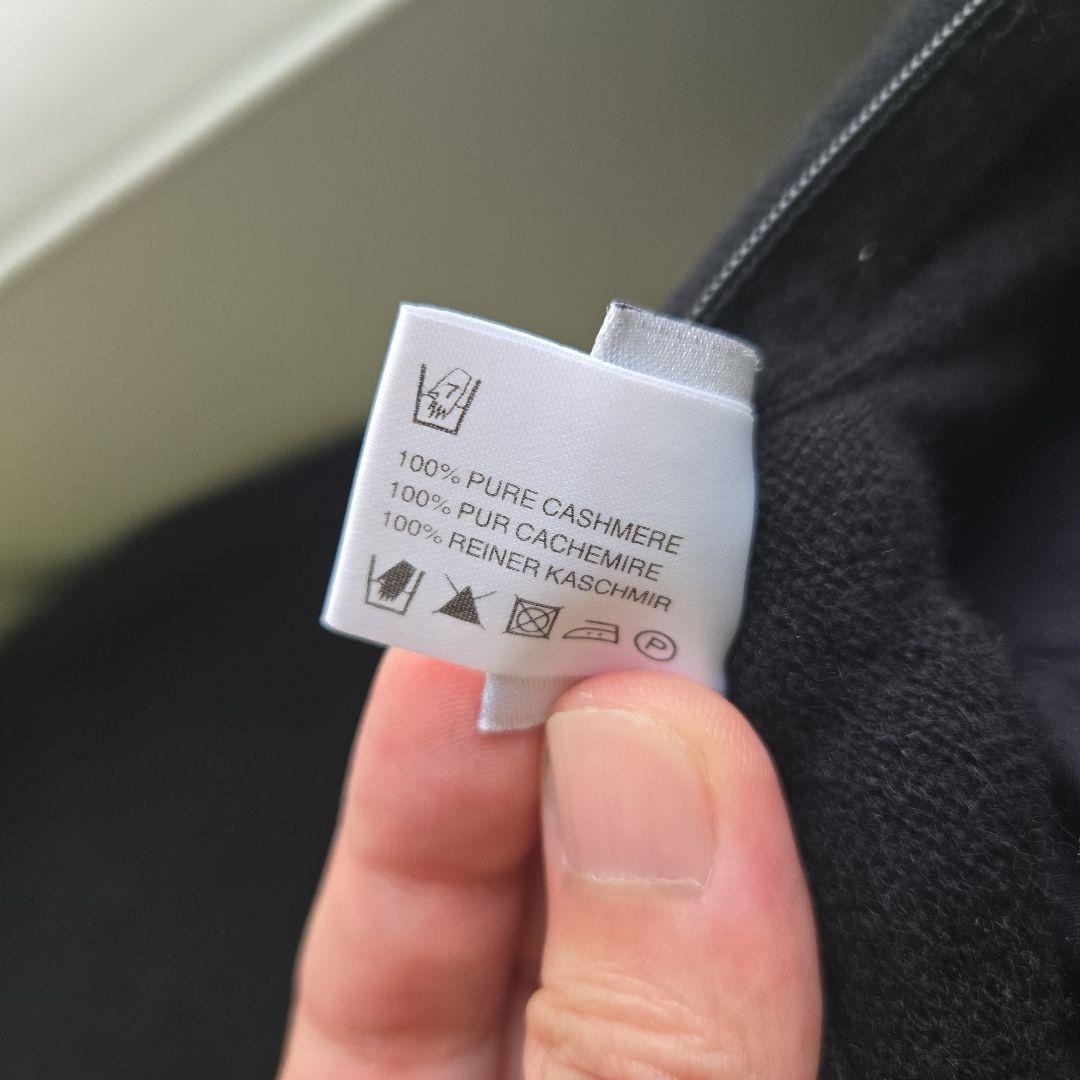 100% PURE CASHMERE
100% PUR CACHEMIRE
100% REINER KASCHMIR
P